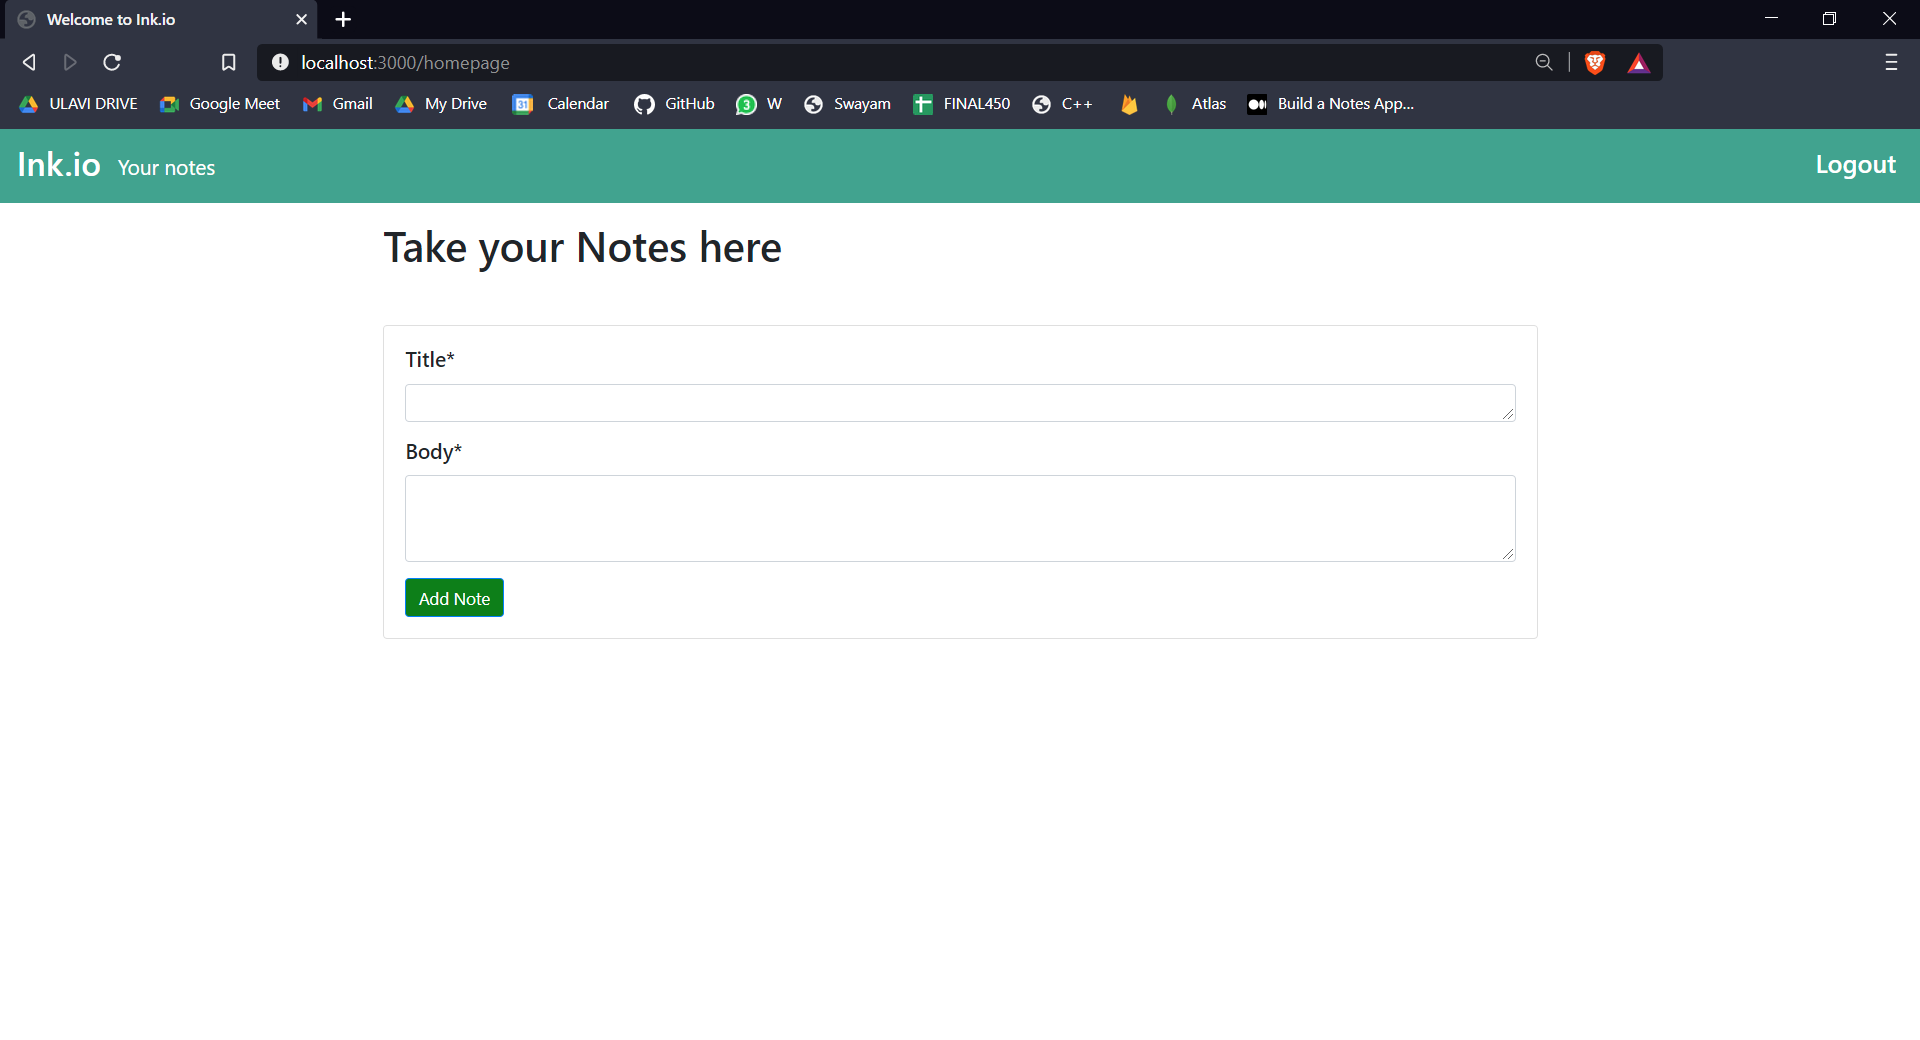 Welcome to Ink.io
localhost:3000/homepage
ULAVI DRIVE Google Meet Gmail My Drive 31 Calendar GitHub 3 W Swayam FINAL450 C++ Atlas Build a Notes App...
Ink.io Your notes Logout
Take your Notes here
Title*
Body*
Add Note